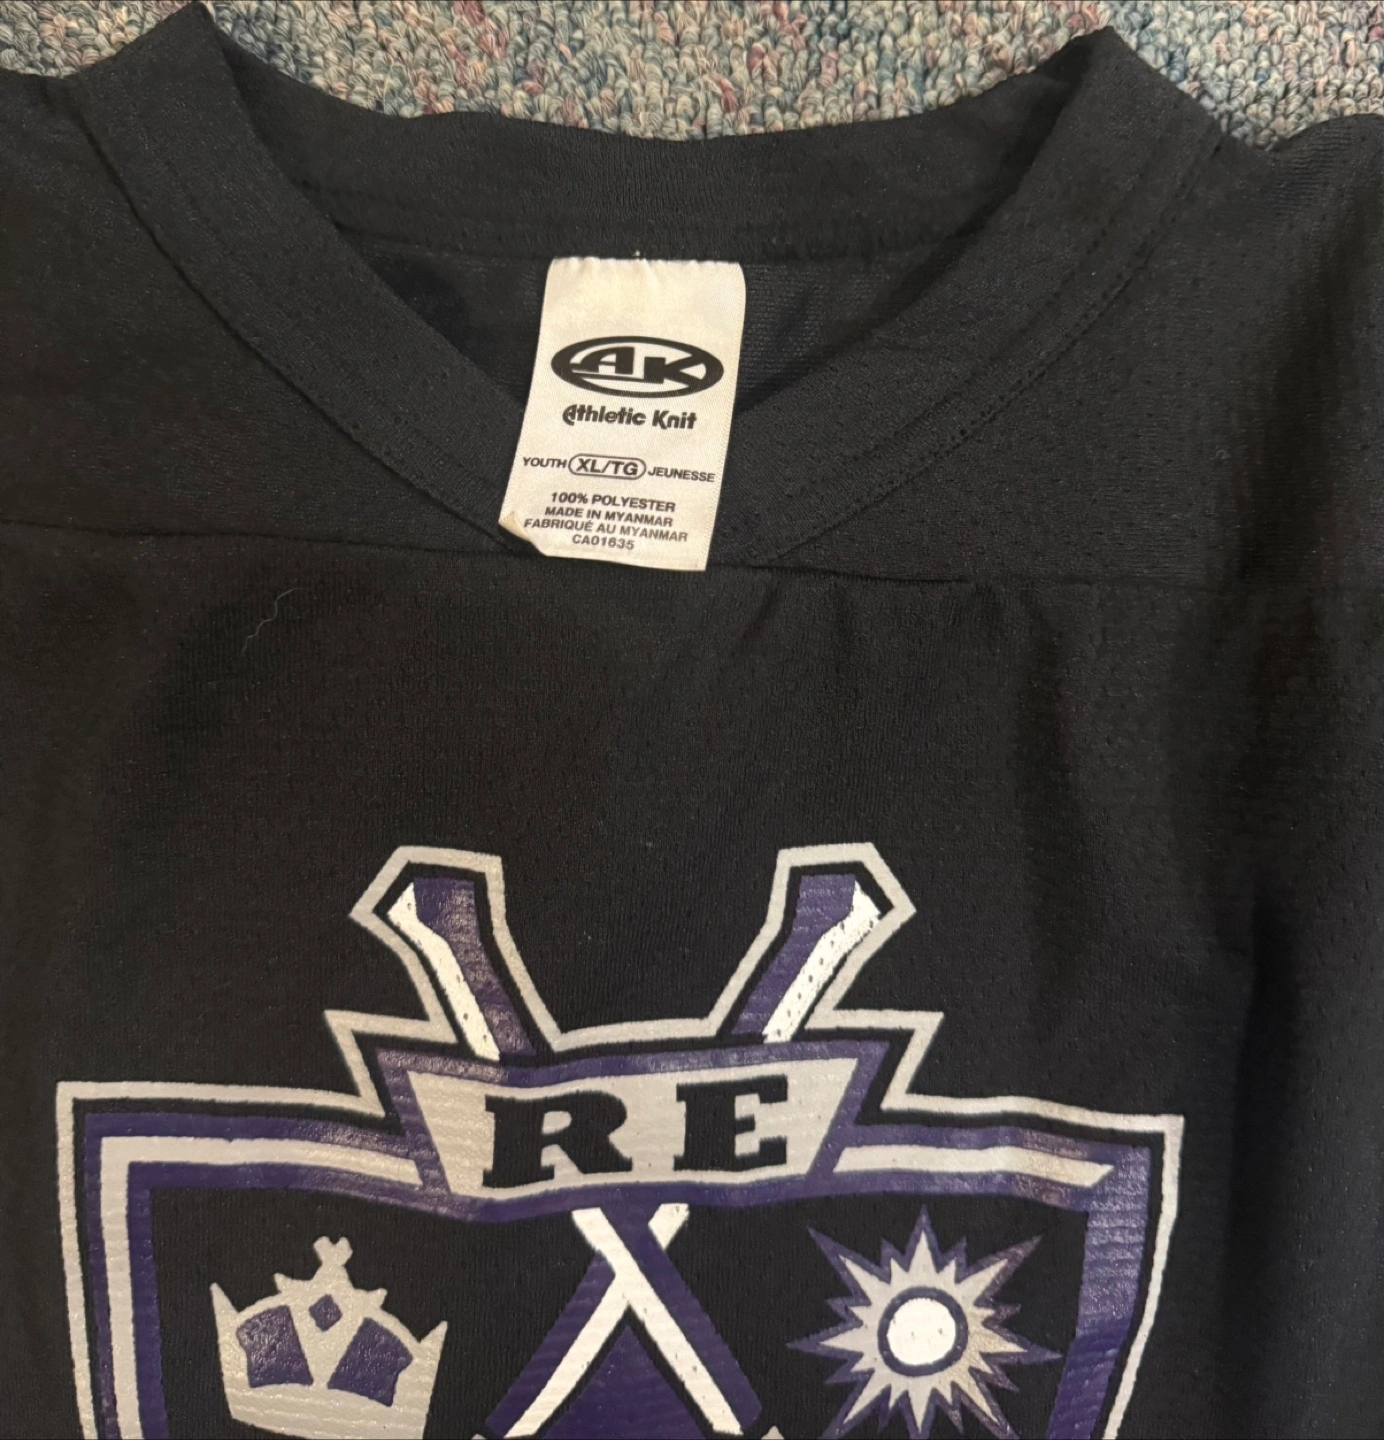 AK
Athletic Knit
YOUTH XL/TG JEUNESSE
100% POLYESTER
MADE IN MYANMAR
FABRIQUÉ AU MYANMAR
CA01635
RE